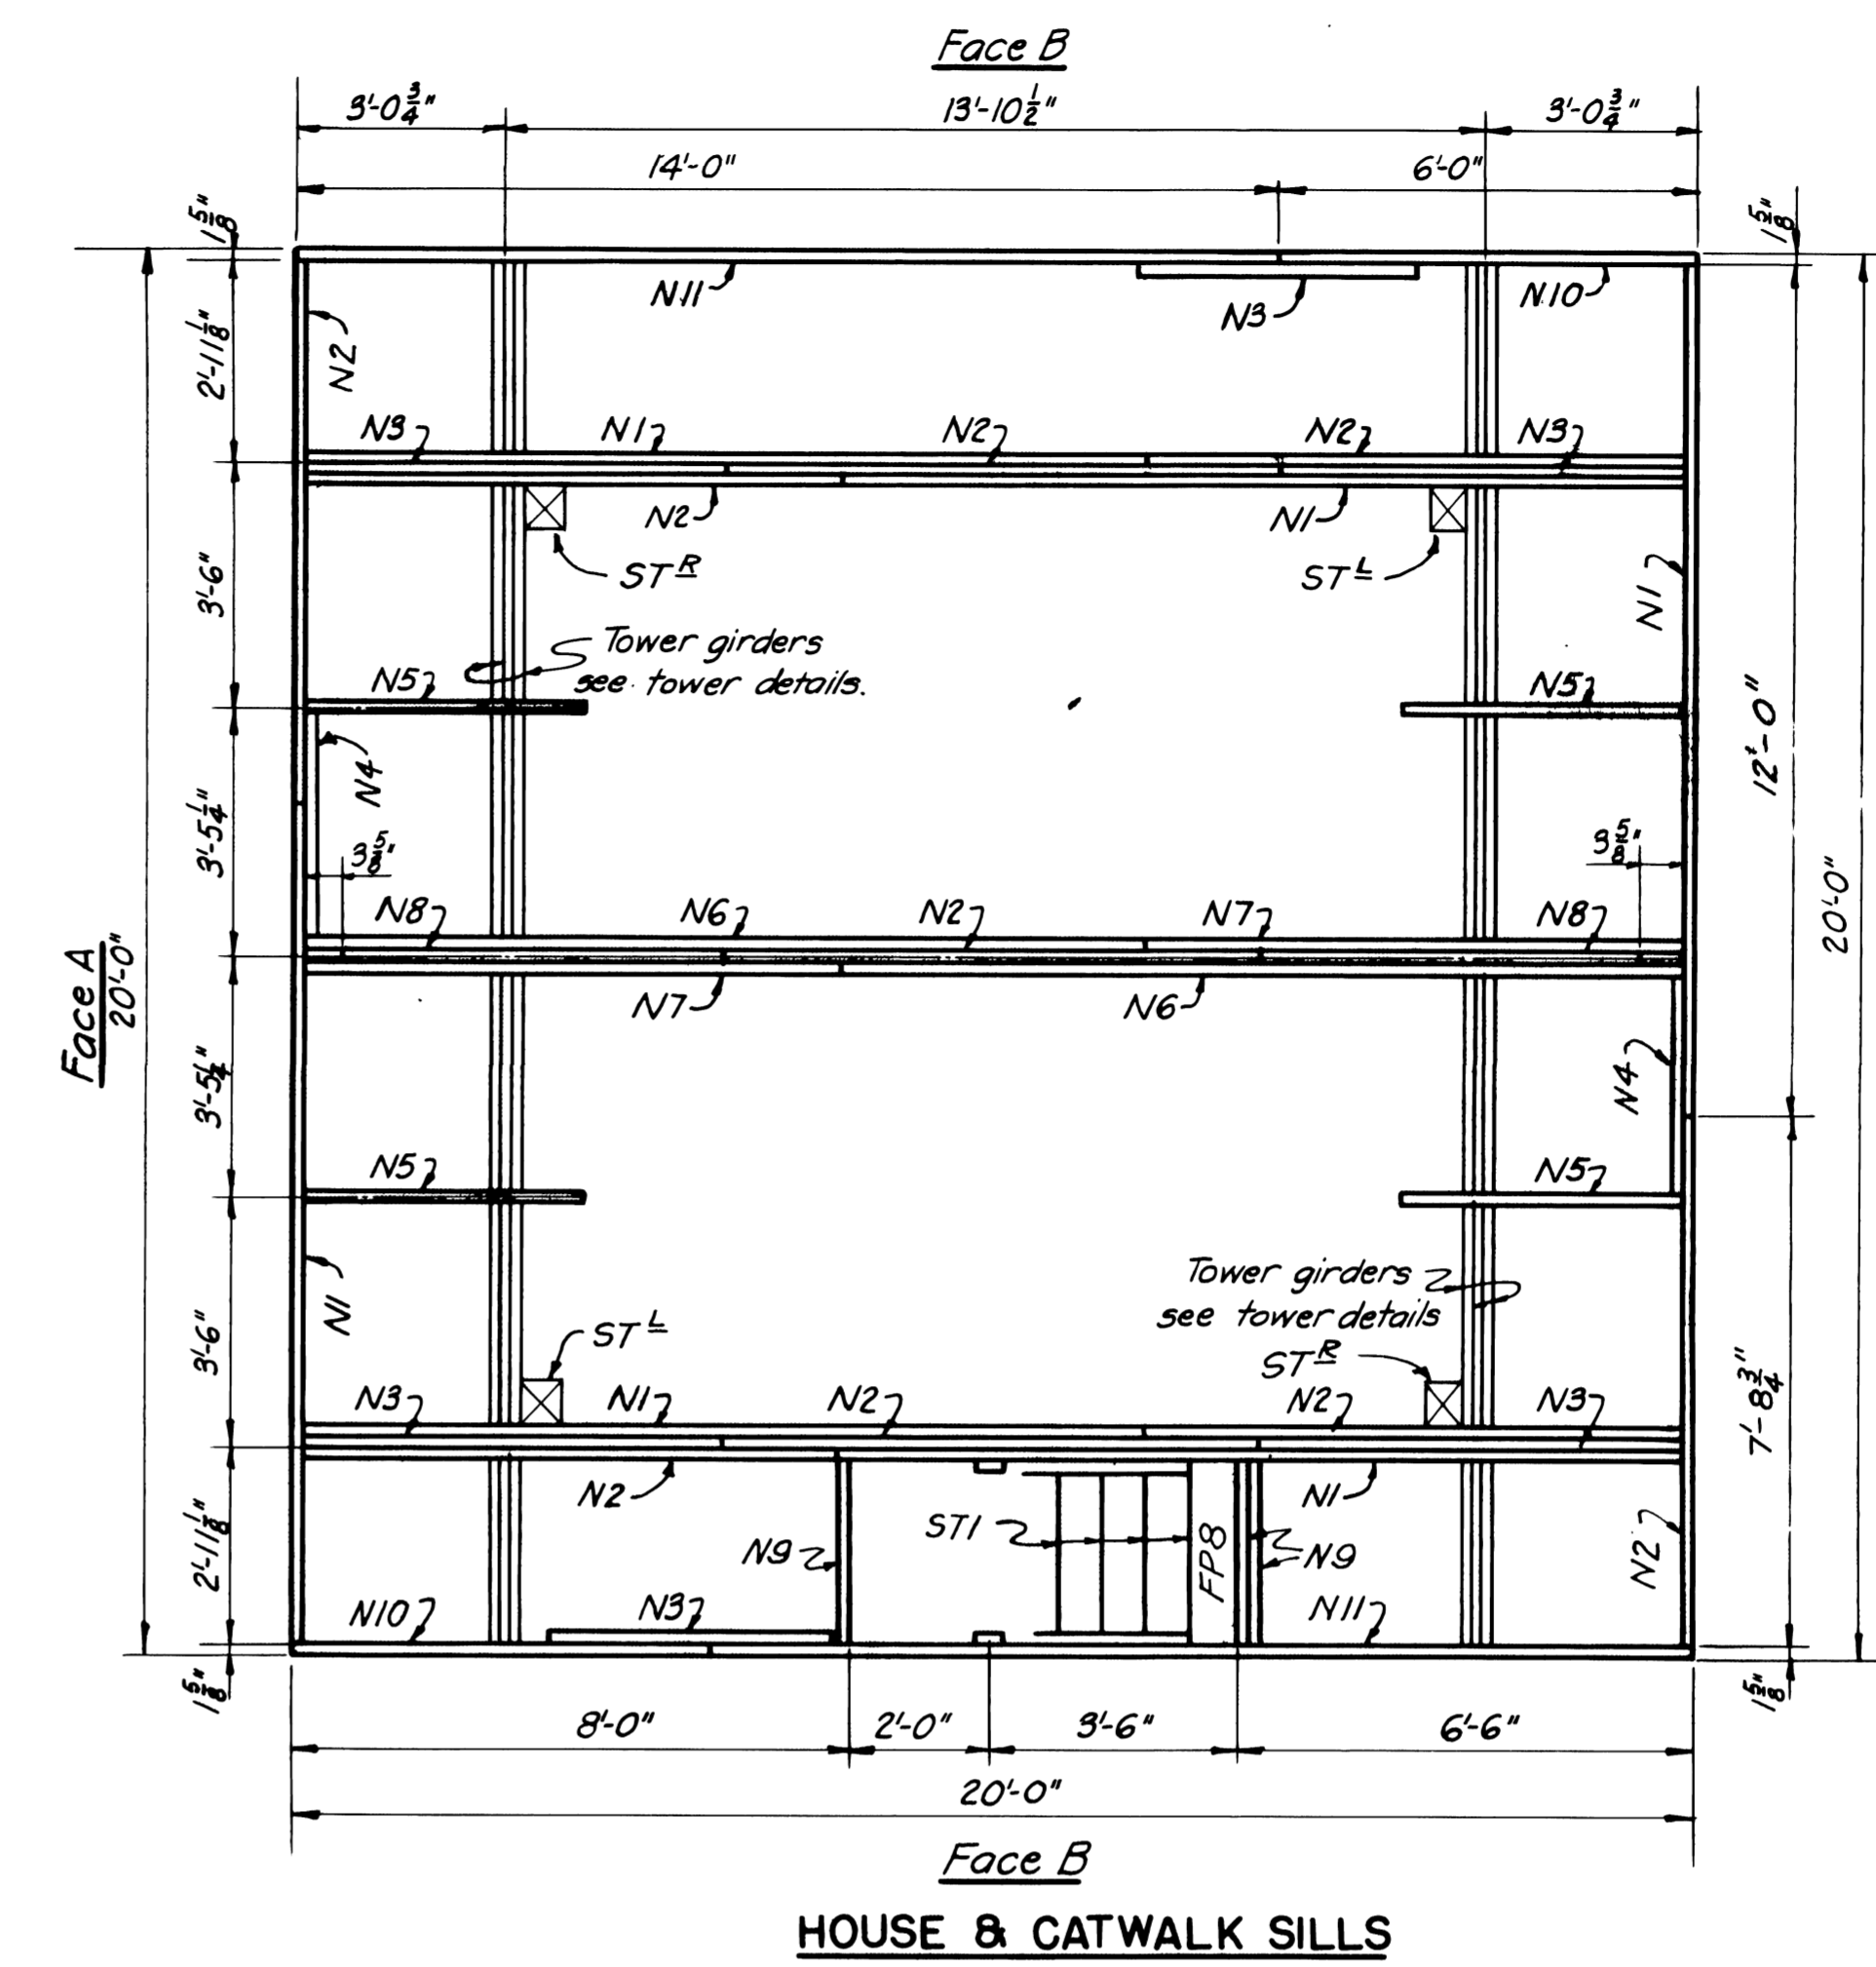 Face B
3'-0 3/4" 13'-10 1/2" 3'-0 3/4"
14'-0" 6'-0"
1 5/8" 1 5/8"
N11 N3 N10
2'-11 1/8" N2
N3 N1 N2 N2 N3
N2 N1
ST R ST L
3'-6" N1
Tower girders
see tower details.
N5 N5
12'-0"
N4
3'-5 1/4" 3 5/8" 3 5/8"
20'-0"
N8 N6 N2 N7 N8
Face A
20'-0"
N7 N6
3'-5 1/4" N4
N5 N5
Tower girders
see tower details
N1
3'-6" ST L ST R
7'-8 3/4"
N3 N1 N2 N2 N3
N2 N1
2'-11 1/8" N9 ST1 FP8 N9 N2
N10 N3 N11
1 5/8" 1 5/8"
8'-0" 2'-0" 3'-6" 6'-6"
20'-0"
Face B
HOUSE & CATWALK SILLS